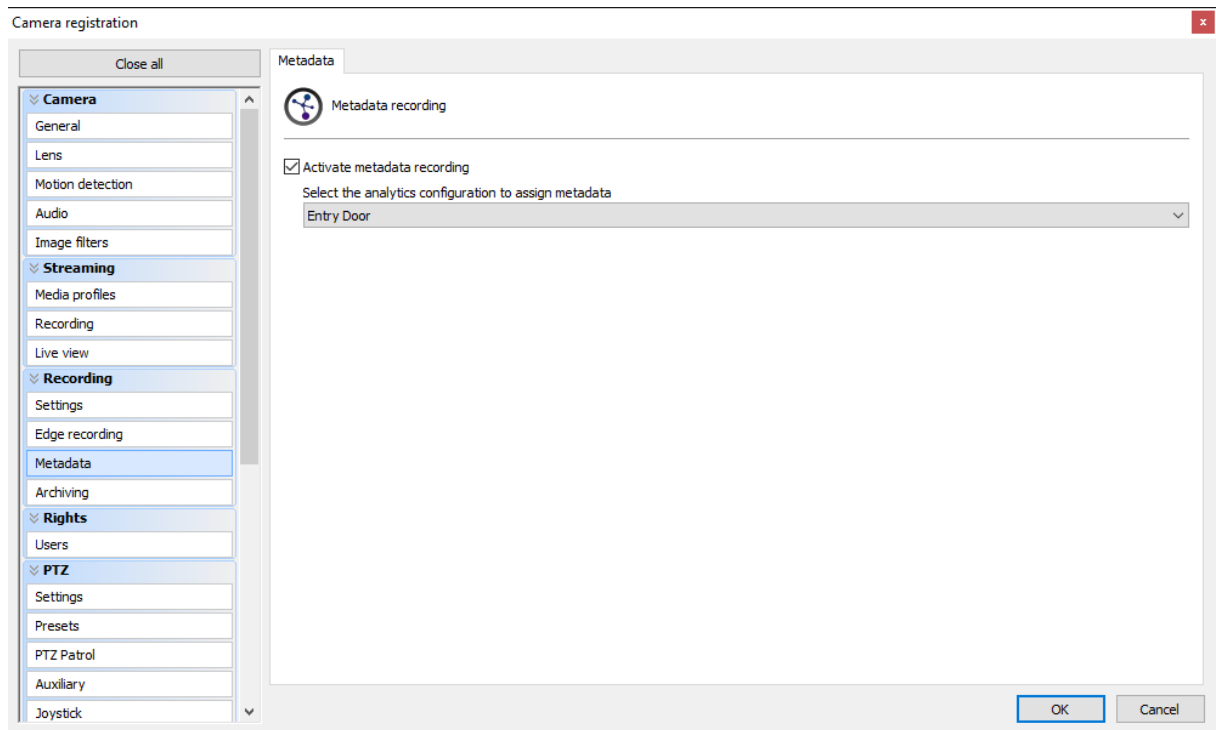 Camera registration
x
Close all
Camera
General
Lens
Motion detection
Audio
Image filters
Streaming
Media profiles
Recording
Live view
Recording
Settings
Edge recording
Metadata
Archiving
Rights
Users
PTZ
Settings
Presets
PTZ Patrol
Auxiliary
Joystick
Metadata
Metadata recording
Activate metadata recording
Select the analytics configuration to assign metadata
Entry Door
OK
Cancel